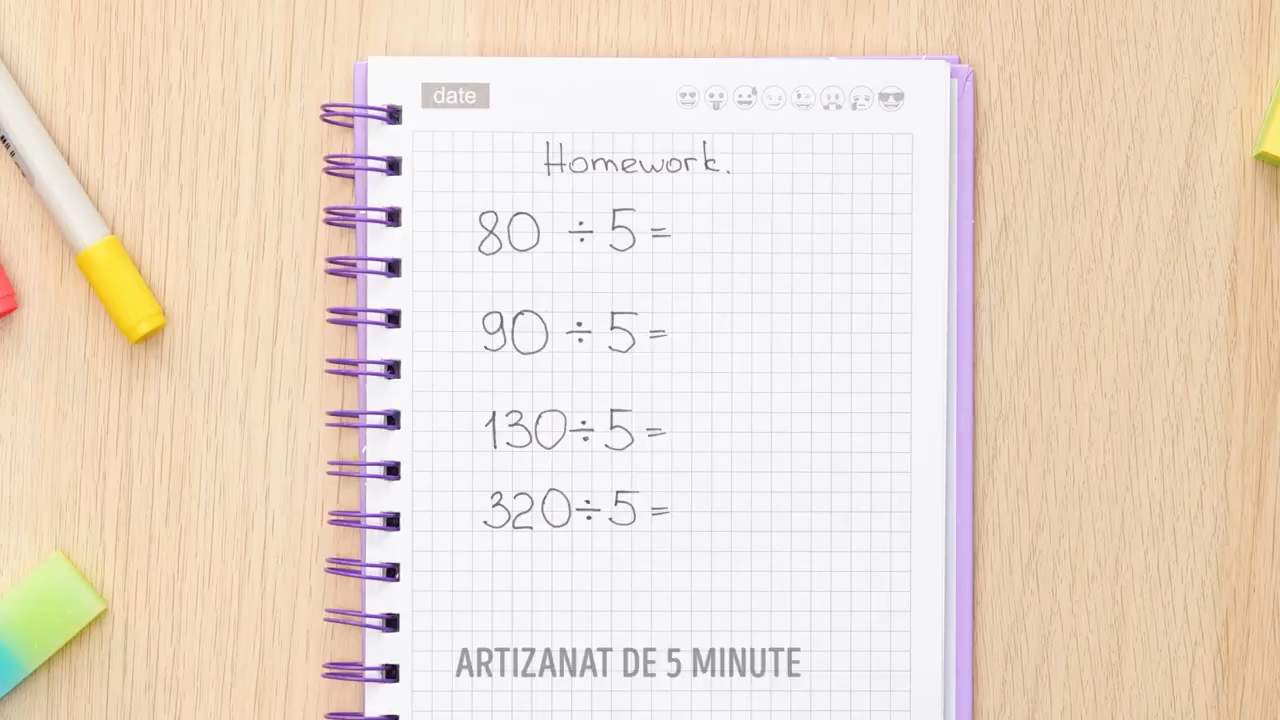 date
Homework.
80 ÷ 5 =
90 ÷ 5 =
130 ÷ 5 =
320 ÷ 5 =
ARTIZANAT DE 5 MINUTE